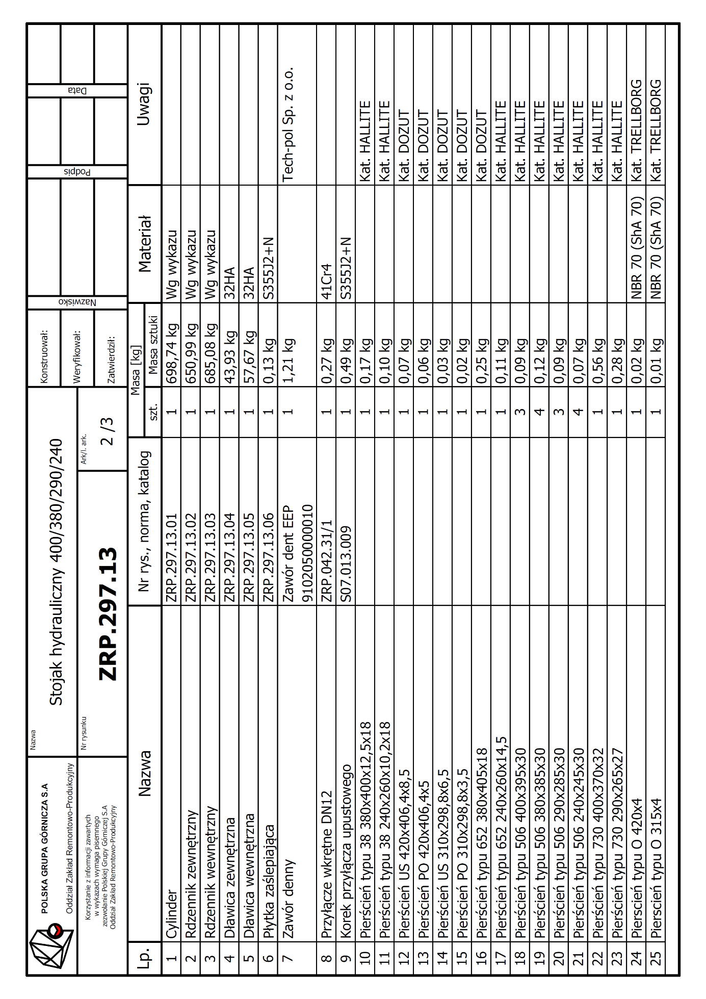 POLSKA GRUPA GÓRNICZA S.A
Oddział Zakład Remontowo-Produkcyjny
Korzystanie z informacji zawartych
w wykazach wymaga pisemnego
zezwolanie Polskiej Grupy Górniczej S.A
Oddział Zakład Remontowo-Produkcyjny
Nazwa
Stojak hydrauliczny 400/380/290/240
Nr rysunku
ZRP.297.13
Ark/l. ark.
2 /3
Konstruował:
Weryfikował:
Zatwierdził:
Nazwisko
Podpis
Data
Lp. Nazwa Nr rys., norma, katalog Masa [kg] szt. Masa sztuki Materiał Uwagi
1 Cylinder ZRP.297.13.01 1 698,74 kg Wg wykazu
2 Rdzennik zewnętrzny ZRP.297.13.02 1 650,99 kg Wg wykazu
3 Rdzennik wewnętrzny ZRP.297.13.03 1 685,08 kg Wg wykazu
4 Dławica zewnętrzna ZRP.297.13.04 1 43,93 kg 32HA
5 Dławica wewnętrzna ZRP.297.13.05 1 57,67 kg 32HA
6 Płytka zaślepiająca ZRP.297.13.06 1 0,13 kg S355J2+N
7 Zawór denny Zawór dent EEP 1 1,21 kg Tech-pol Sp. z o.o.
9102050000010
8 Przyłącze wkrętne DN12 ZRP.042.31/1 1 0,27 kg 41Cr4
9 Korek przyłącza upustowego S07.013.009 1 0,49 kg S355J2+N
10 Pierścień typu 38 380x400x12,5x18 1 0,17 kg Kat. HALLITE
11 Pierścień typu 38 240x260x10,2x18 1 0,10 kg Kat. HALLITE
12 Pierścień US 420x406,4x8,5 1 0,07 kg Kat. DOZUT
13 Pierścień PO 420x406,4x5 1 0,06 kg Kat. DOZUT
14 Pierścień US 310x298,8x6,5 1 0,03 kg Kat. DOZUT
15 Pierścień PO 310x298,8x3,5 1 0,02 kg Kat. DOZUT
16 Pierścień typu 652 380x405x18 1 0,25 kg Kat. DOZUT
17 Pierścień typu 652 240x260x14,5 1 0,11 kg Kat. HALLITE
18 Pierścień typu 506 400x395x30 3 0,09 kg Kat. HALLITE
19 Pierścień typu 506 380x385x30 4 0,12 kg Kat. HALLITE
20 Pierścień typu 506 290x285x30 3 0,09 kg Kat. HALLITE
21 Pierścień typu 506 240x245x30 4 0,07 kg Kat. HALLITE
22 Pierścień typu 730 400x370x32 1 0,56 kg Kat. HALLITE
23 Pierścień typu 730 290x265x27 1 0,28 kg Kat. HALLITE
24 Pierscień typu O 420x4 1 0,02 kg NBR 70 (ShA 70) Kat. TRELLBORG
25 Pierscień typu O 315x4 1 0,01 kg NBR 70 (ShA 70) Kat. TRELLBORG